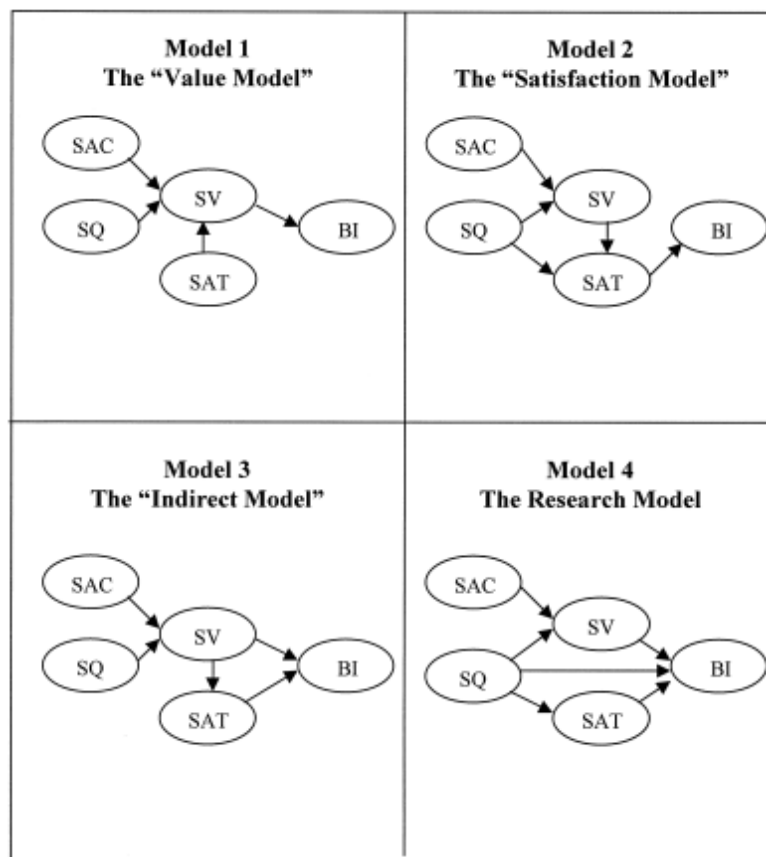 Model 1
The “Value Model”
SAC
SV
SQ
BI
SAT
Model 2
The “Satisfaction Model”
SAC
SV
SQ
BI
SAT
Model 3
The “Indirect Model”
SAC
SV
SQ
BI
SAT
Model 4
The Research Model
SAC
SV
SQ
BI
SAT